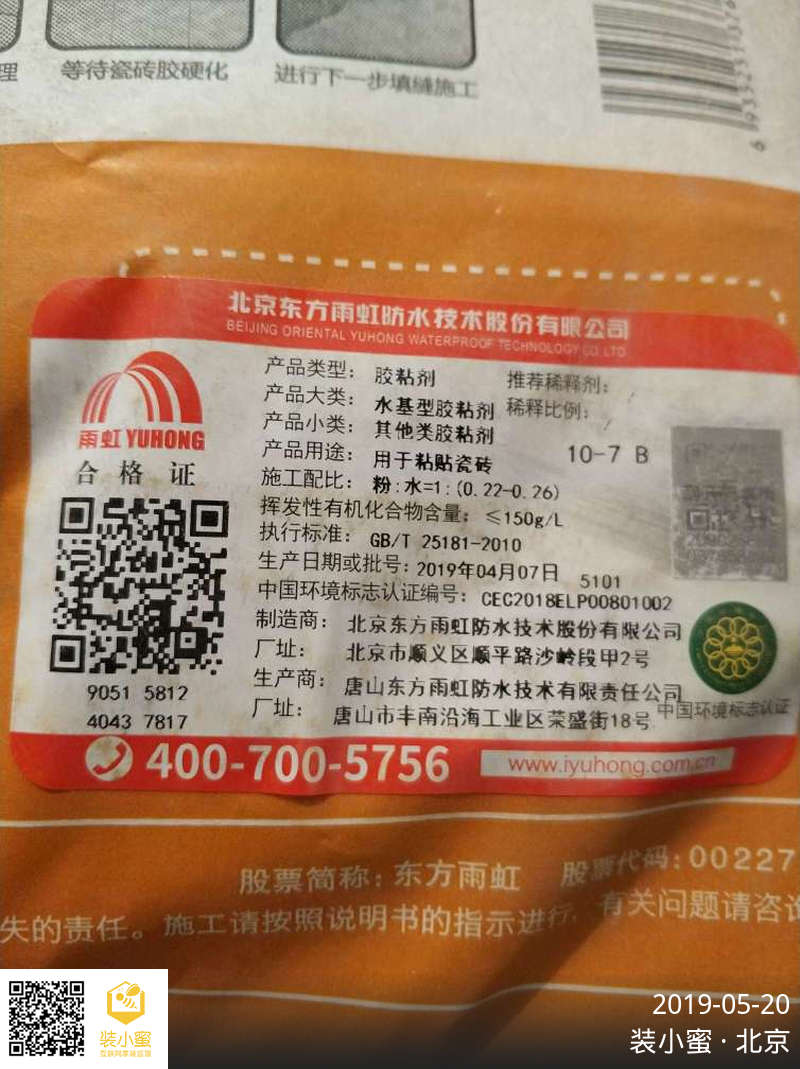 理
等待瓷砖胶硬化
进行下一步填缝施工
北京东方雨虹防水技术股份有限公司
BEIJING ORIENTAL YUHONG WATERPROOF TECHNOLOGY CO.,LTD
雨虹 YUHONG
合格证
产品类型： 胶粘剂 推荐稀释剂： /
产品大类： 水基型胶粘剂 稀释比例： /
产品小类： 其他类胶粘剂
产品用途： 用于粘贴瓷砖 10-7 B
施工配比： 粉:水=1:(0.22-0.26)
挥发性有机化合物含量：≤150g/L
执行标准： GB/T 25181-2010
生产日期或批号：2019年04月07日 5101
中国环境标志认证编号：CEC2018ELP00801002
制造商： 北京东方雨虹防水技术股份有限公司
厂址： 北京市顺义区顺平路沙岭段甲2号
生产商： 唐山东方雨虹防水技术有限责任公司
厂址： 唐山市丰南沿海工业区荣盛街18号
中国环境标志认证
9051 5812
4043 7817
400-700-5756
www.iyuhong.com.cn
股票简称：东方雨虹 股票代码：00227
失的责任。施工请按照说明书的指示进行，有关问题请咨询
装小蜜
互联网家装监理
2019-05-20
装小蜜·北京